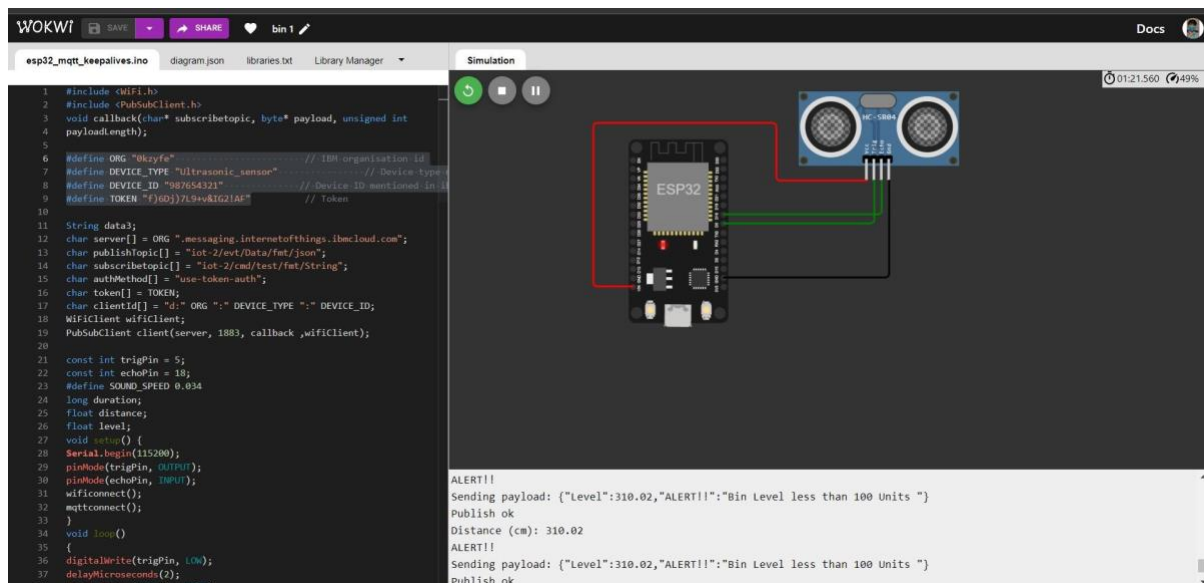 WOKWi SAVE SHARE bin 1 Docs
esp32_mqtt_keepalives.ino diagram.json libraries.txt Library Manager Simulation
01:21.560 49%
1 #include <WiFi.h>
2 #include <PubSubClient.h>
3 void callback(char* subscribetopic, byte* payload, unsigned int
4 payloadLength);
5
6 #define ORG "0kzyfe" // IBM organisation id
7 #define DEVICE_TYPE "Ultrasonic_sensor" // Device type
8 #define DEVICE_ID "987654321" // Device ID mentioned in
9 #define TOKEN "f}6Dj)7L9+v&IG2!AF" // Token
10
11 String data3;
12 char server[] = ORG ".messaging.internetofthings.ibmcloud.com";
13 char publishTopic[] = "iot-2/evt/Data/fmt/json";
14 char subscribetopic[] = "iot-2/cmd/test/fmt/String";
15 char authMethod[] = "use-token-auth";
16 char token[] = TOKEN;
17 char clientId[] = "d:" ORG ":" DEVICE_TYPE ":" DEVICE_ID;
18 WiFiClient wifiClient;
19 PubSubClient client(server, 1883, callback ,wifiClient);
20
21 const int trigPin = 5;
22 const int echoPin = 18;
23 #define SOUND_SPEED 0.034
24 long duration;
25 float distance;
26 float level;
27 void setup() {
28 Serial.begin(115200);
29 pinMode(trigPin, OUTPUT);
30 pinMode(echoPin, INPUT);
31 wificonnect();
32 mqttconnect();
33 }
34 void loop()
35 {
36 digitalWrite(trigPin, LOW);
37 delayMicroseconds(2);
HC-SR04
Vcc Trig Echo Gnd
ESP32
ALERT!!
Sending payload: {"Level":310.02,"ALERT!!":"Bin Level less than 100 Units "}
Publish ok
Distance (cm): 310.02
ALERT!!
Sending payload: {"Level":310.02,"ALERT!!":"Bin Level less than 100 Units "}
Publish ok